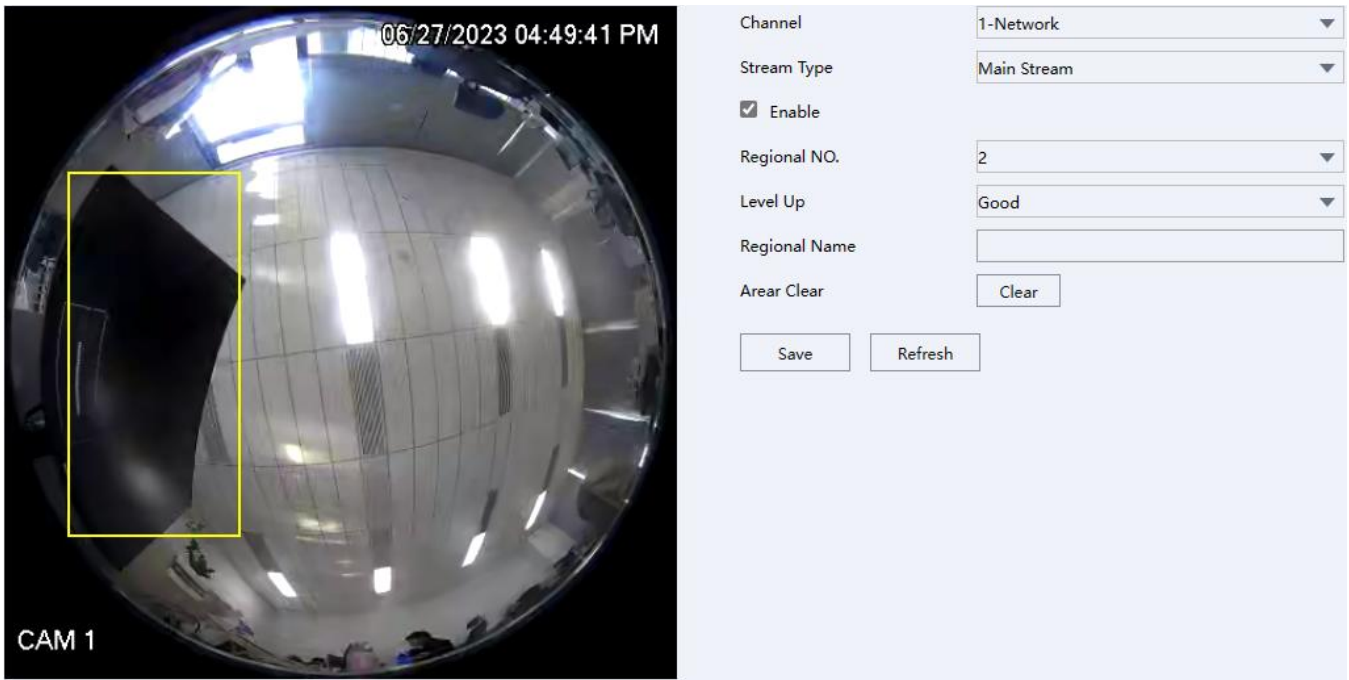 06/27/2023 04:49:41 PM
CAM 1
Channel 1-Network
Stream Type Main Stream
Enable
Regional NO. 2
Level Up Good
Regional Name
Arear Clear Clear
Save Refresh